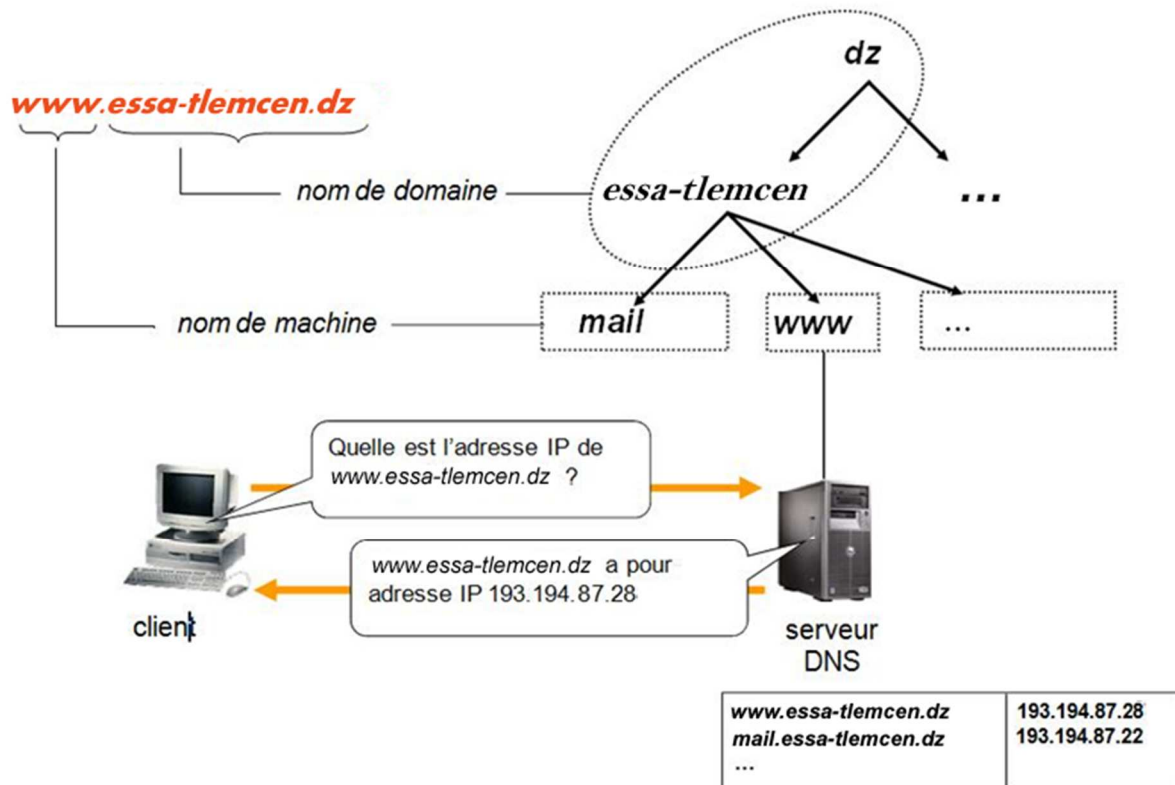 dz
www.essa-tlemcen.dz
nom de domaine
essa-tlemcen
...
nom de machine
mail
www
...
Quelle est l'adresse IP de
www.essa-tlemcen.dz ?
www.essa-tlemcen.dz a pour
adresse IP 193.194.87.28
client
serveur
DNS
www.essa-tlemcen.dz 193.194.87.28
mail.essa-tlemcen.dz 193.194.87.22
...